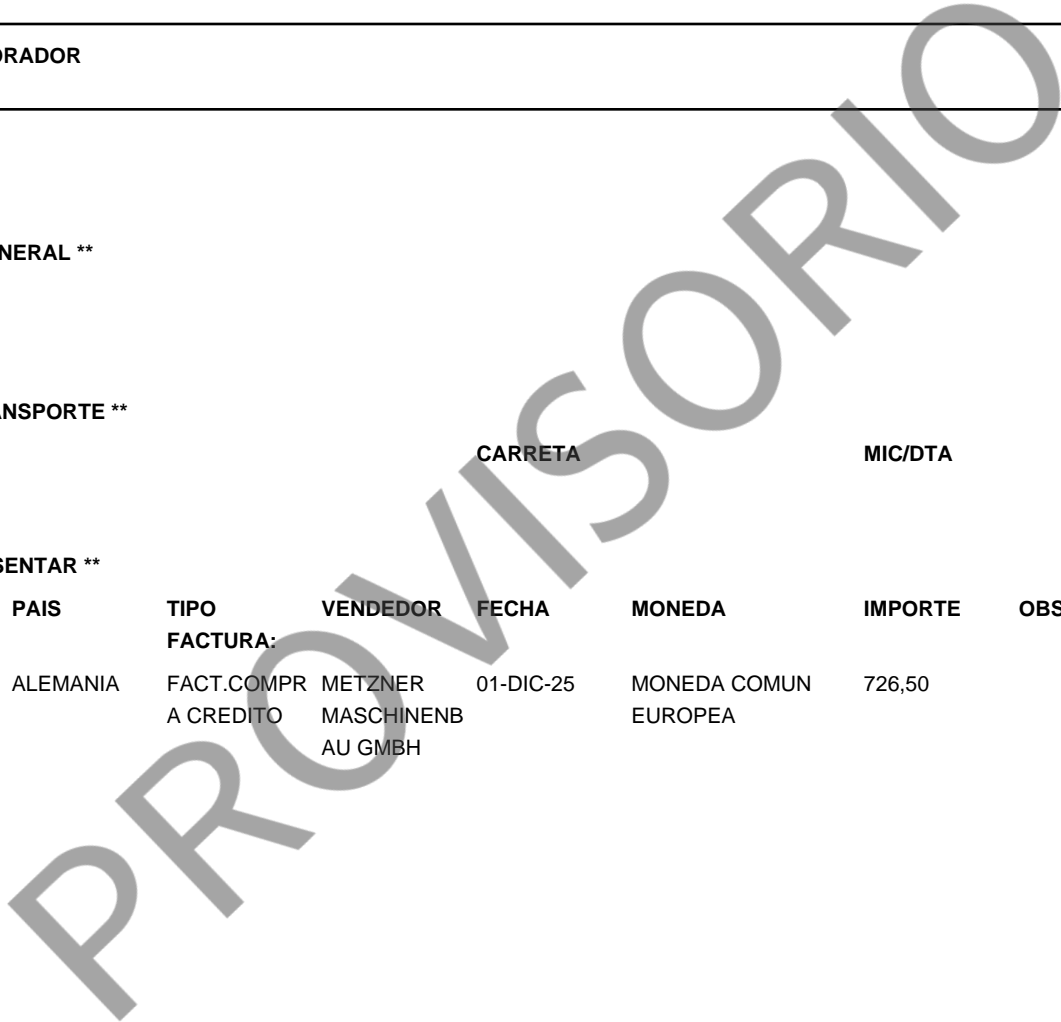 ORADOR
NERAL **
ANSPORTE **
CARRETA MIC/DTA
SENTAR **
PAIS TIPO VENDEDOR FECHA MONEDA IMPORTE OBS
FACTURA:
ALEMANIA FACT.COMPR METZNER 01-DIC-25 MONEDA COMUN 726,50
A CREDITO MASCHINENB EUROPEA
AU GMBH
PROVISORIO